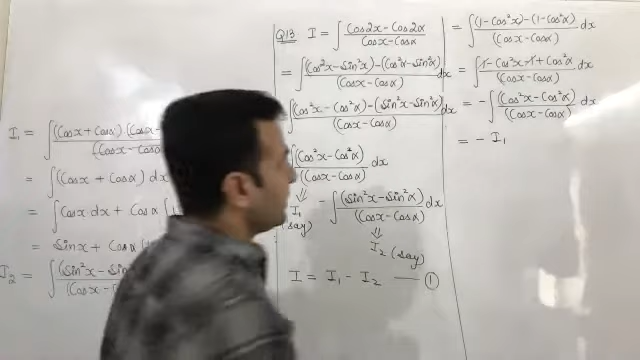 I₁ = ∫ (Cosx + Cosα)(Cosx -
(Cosx - Cosα
= ∫ (Cosx + Cosα) dx
= ∫ Cosx dx + Cosα
= Sinx + Cosα
I₂ = ∫ (Sin²x - Sin
(Cosx -
Q13 I = ∫ Cos2x - Cos2α / Cosx - Cosα
= ∫ (Cos²x - Sin²x) - (Cos²α - Sin²α) / (Cosx - Cosα) dx
∫ (Cos²x - Cos²α) - (Sin²x - Sin²α) / (Cosx - Cosα) dx
∫ (Cos²x - Cos²α) / (Cosx - Cosα) dx
- ∫ (Sin²x - Sin²α) / (Cosx - Cosα) dx
I₁ (say)
I₂ (say)
I = I₁ - I₂ — ①
= ∫ (1 - Cos²x) - (1 - Cos²α) / (Cosx - Cosα) dx
= ∫ 1 - Cos²x - 1 + Cos²α / (Cosx - Cosα) dx
= - ∫ (Cos²x - Cos²α) / (Cosx - Cosα) dx
= - I₁